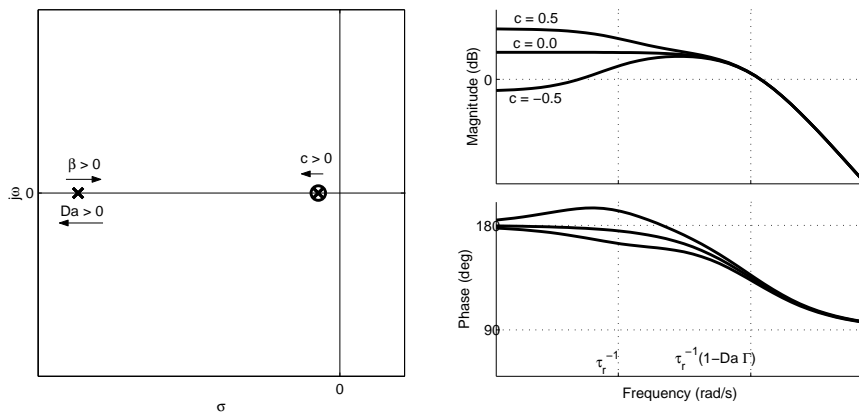 β > 0
Da > 0
c > 0
jω
0
0
σ
c = 0.5
c = 0.0
c = −0.5
0
Magnitude (dB)
180
90
Phase (deg)
τr⁻¹
τr⁻¹(1−Da Γ)
Frequency (rad/s)